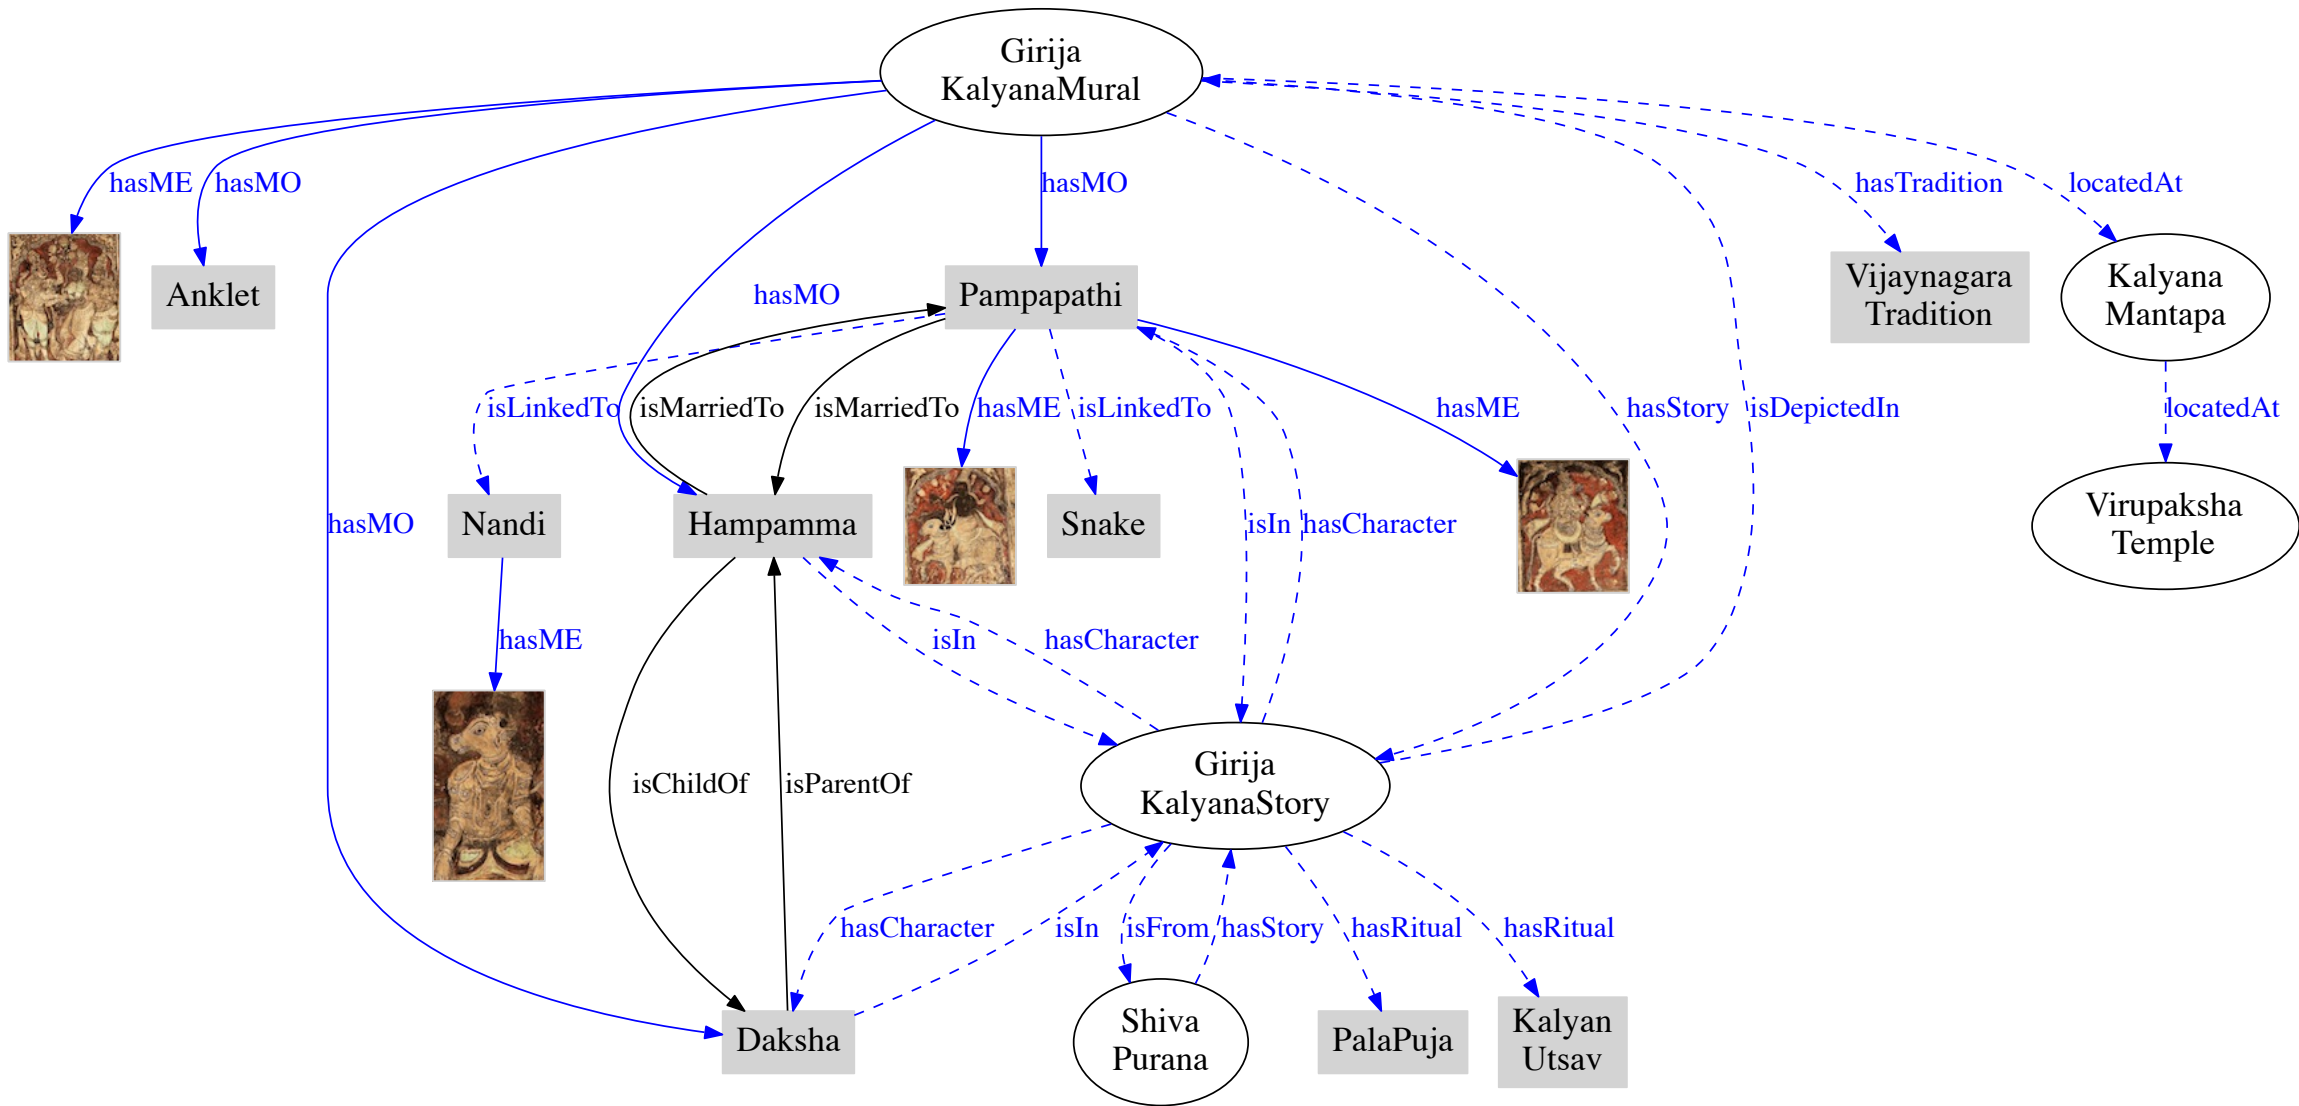 Girija
KalyanaMural
hasME
hasMO
hasMO
hasTradition
locatedAt
Anklet
hasMO
Pampapathi
Vijaynagara
Tradition
Kalyana
Mantapa
isLinkedTo
isMarriedTo
isMarriedTo
hasME
isLinkedTo
hasME
hasStory
isDepictedIn
locatedAt
hasMO
Nandi
Hampamma
Snake
isIn
hasCharacter
Virupaksha
Temple
hasME
isIn
hasCharacter
isChildOf
isParentOf
Girija
KalyanaStory
hasCharacter
isIn
isFrom
hasStory
hasRitual
hasRitual
Daksha
Shiva
Purana
PalaPuja
Kalyan
Utsav